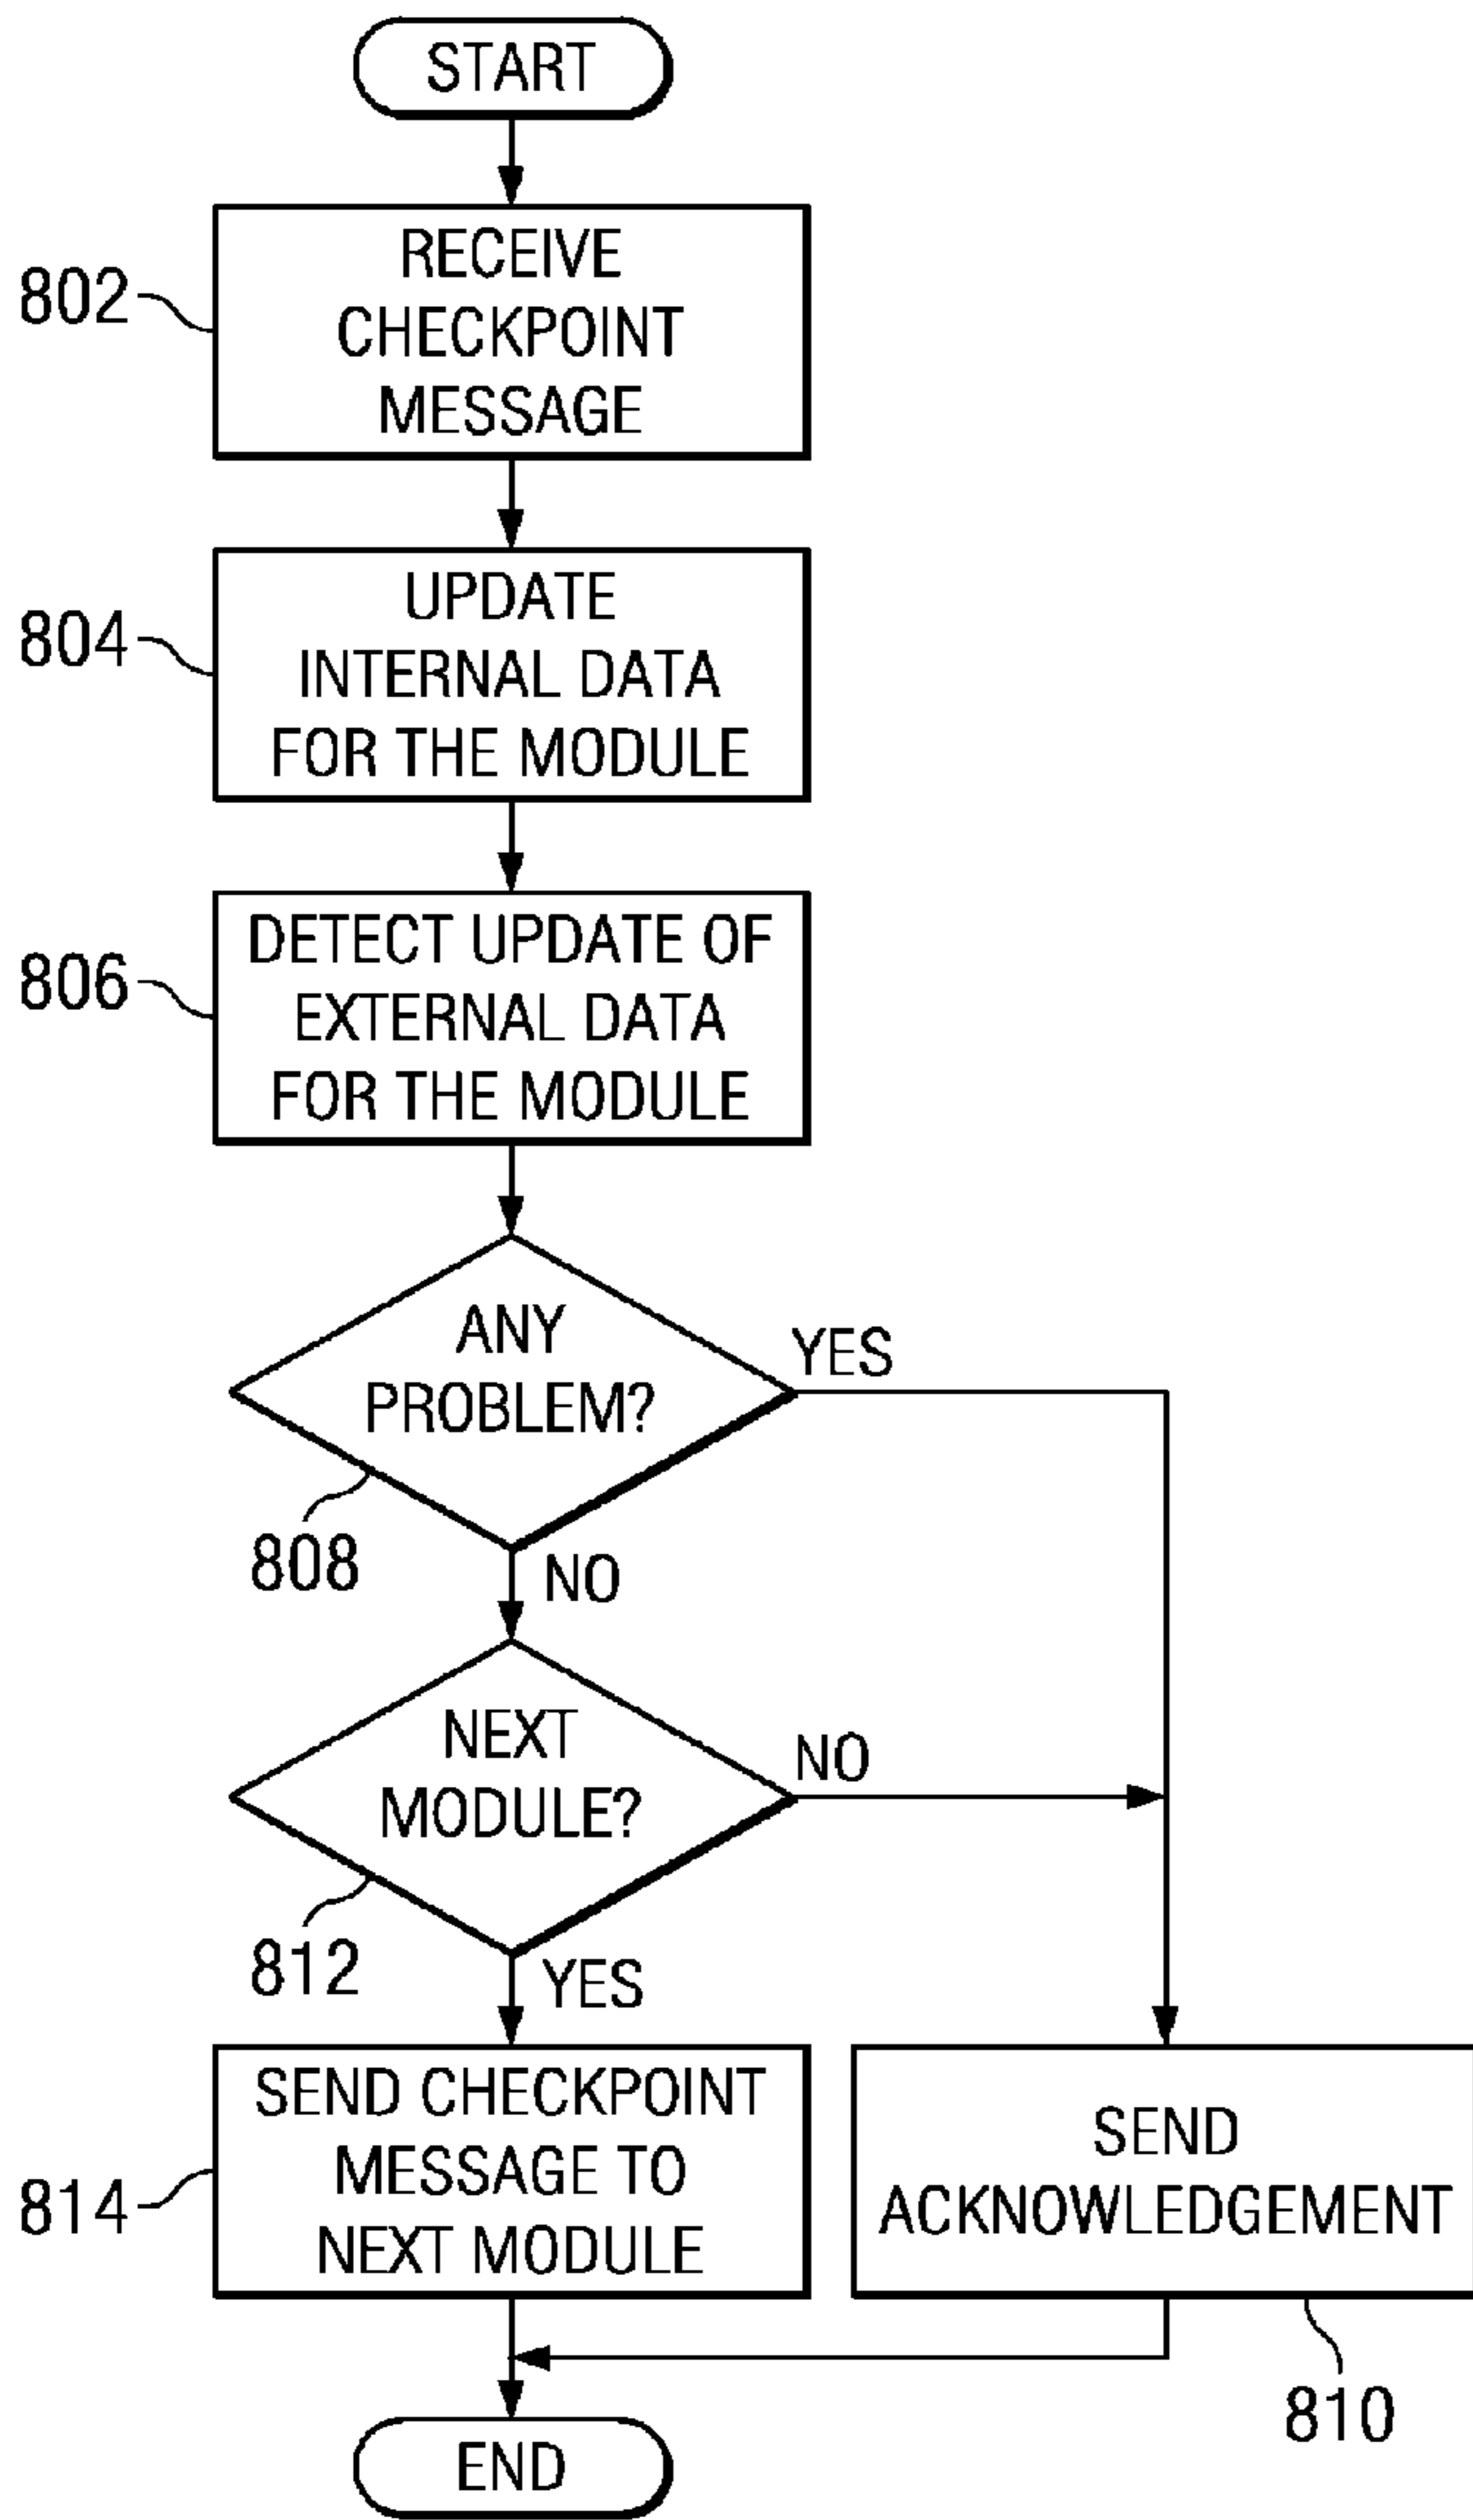 START
802
RECEIVE
CHECKPOINT
MESSAGE
804
UPDATE
INTERNAL DATA
FOR THE MODULE
806
DETECT UPDATE OF
EXTERNAL DATA
FOR THE MODULE
ANY
PROBLEM?
YES
808
NO
NEXT
MODULE?
NO
812
YES
814
SEND CHECKPOINT
MESSAGE TO
NEXT MODULE
SEND
ACKNOWLEDGEMENT
810
END